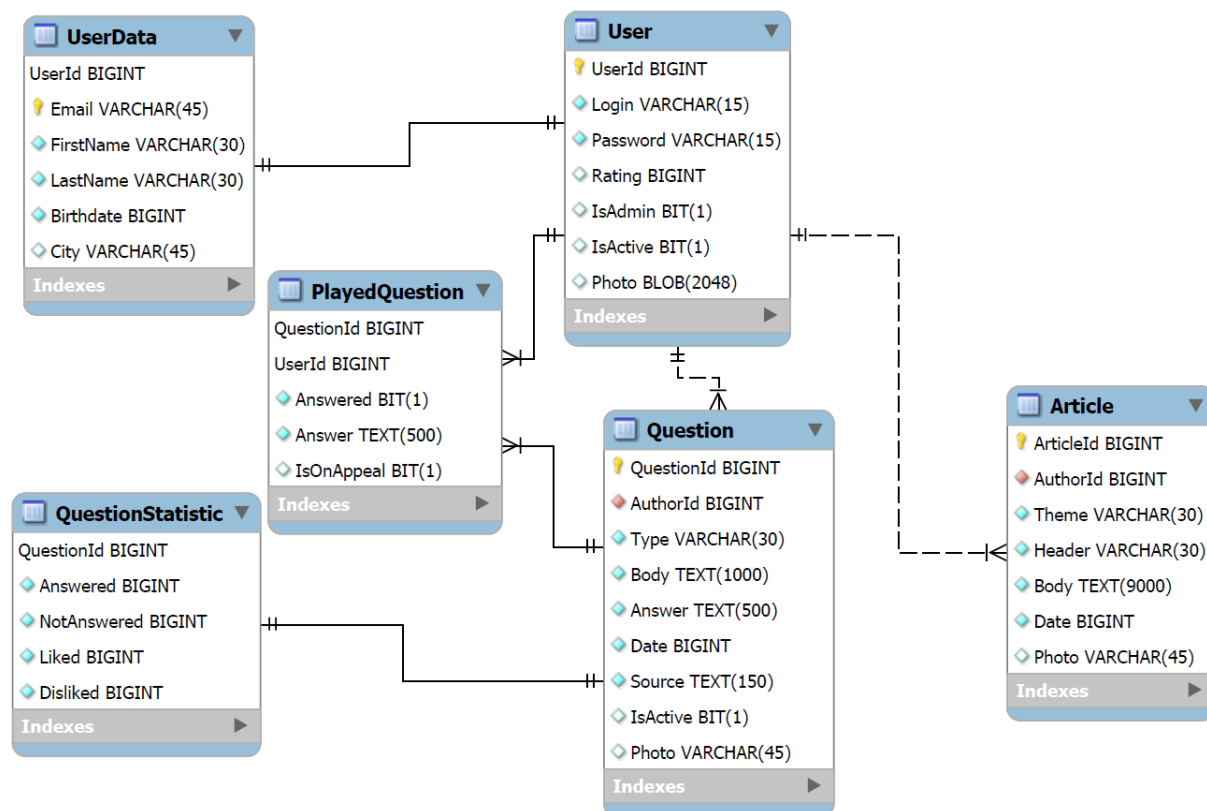 UserData
UserId BIGINT
Email VARCHAR(45)
FirstName VARCHAR(30)
LastName VARCHAR(30)
Birthdate BIGINT
City VARCHAR(45)
Indexes
User
UserId BIGINT
Login VARCHAR(15)
Password VARCHAR(15)
Rating BIGINT
IsAdmin BIT(1)
IsActive BIT(1)
Photo BLOB(2048)
Indexes
PlayedQuestion
QuestionId BIGINT
UserId BIGINT
Answered BIT(1)
Answer TEXT(500)
IsOnAppeal BIT(1)
Indexes
Question
QuestionId BIGINT
AuthorId BIGINT
Type VARCHAR(30)
Body TEXT(1000)
Answer TEXT(500)
Date BIGINT
Source TEXT(150)
IsActive BIT(1)
Photo VARCHAR(45)
Indexes
Article
ArticleId BIGINT
AuthorId BIGINT
Theme VARCHAR(30)
Header VARCHAR(30)
Body TEXT(9000)
Date BIGINT
Photo VARCHAR(45)
Indexes
QuestionStatistic
QuestionId BIGINT
Answered BIGINT
NotAnswered BIGINT
Liked BIGINT
Disliked BIGINT
Indexes